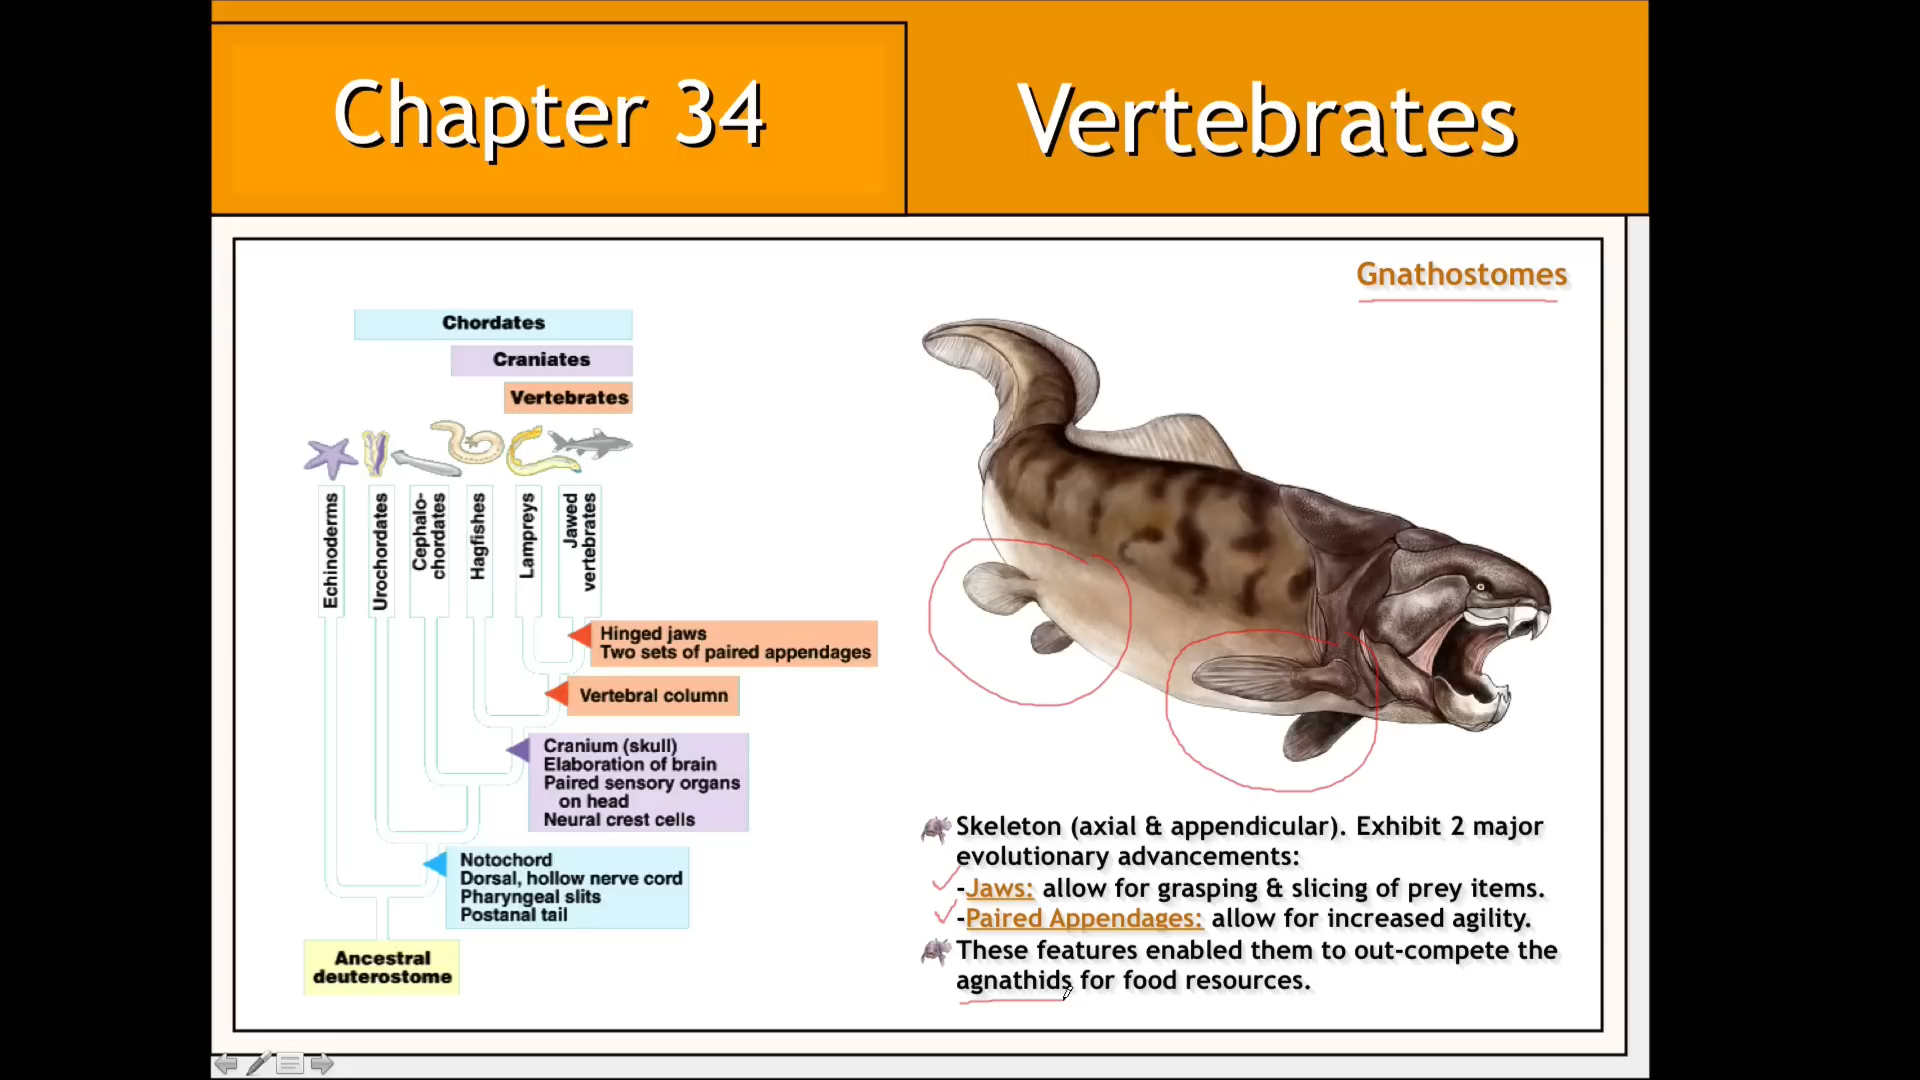 Chapter 34
Vertebrates
Gnathostomes
Chordates
Craniates
Vertebrates
Echinoderms
Urochordates
Cephalo-
chordates
Hagfishes
Lampreys
Jawed
vertebrates
Hinged jaws
Two sets of paired appendages
Vertebral column
Cranium (skull)
Elaboration of brain
Paired sensory organs
on head
Neural crest cells
Notochord
Dorsal, hollow nerve cord
Pharyngeal slits
Postanal tail
Ancestral
deuterostome
Skeleton (axial & appendicular). Exhibit 2 major
evolutionary advancements:
-Jaws: allow for grasping & slicing of prey items.
-Paired Appendages: allow for increased agility.
These features enabled them to out-compete the
agnathids for food resources.